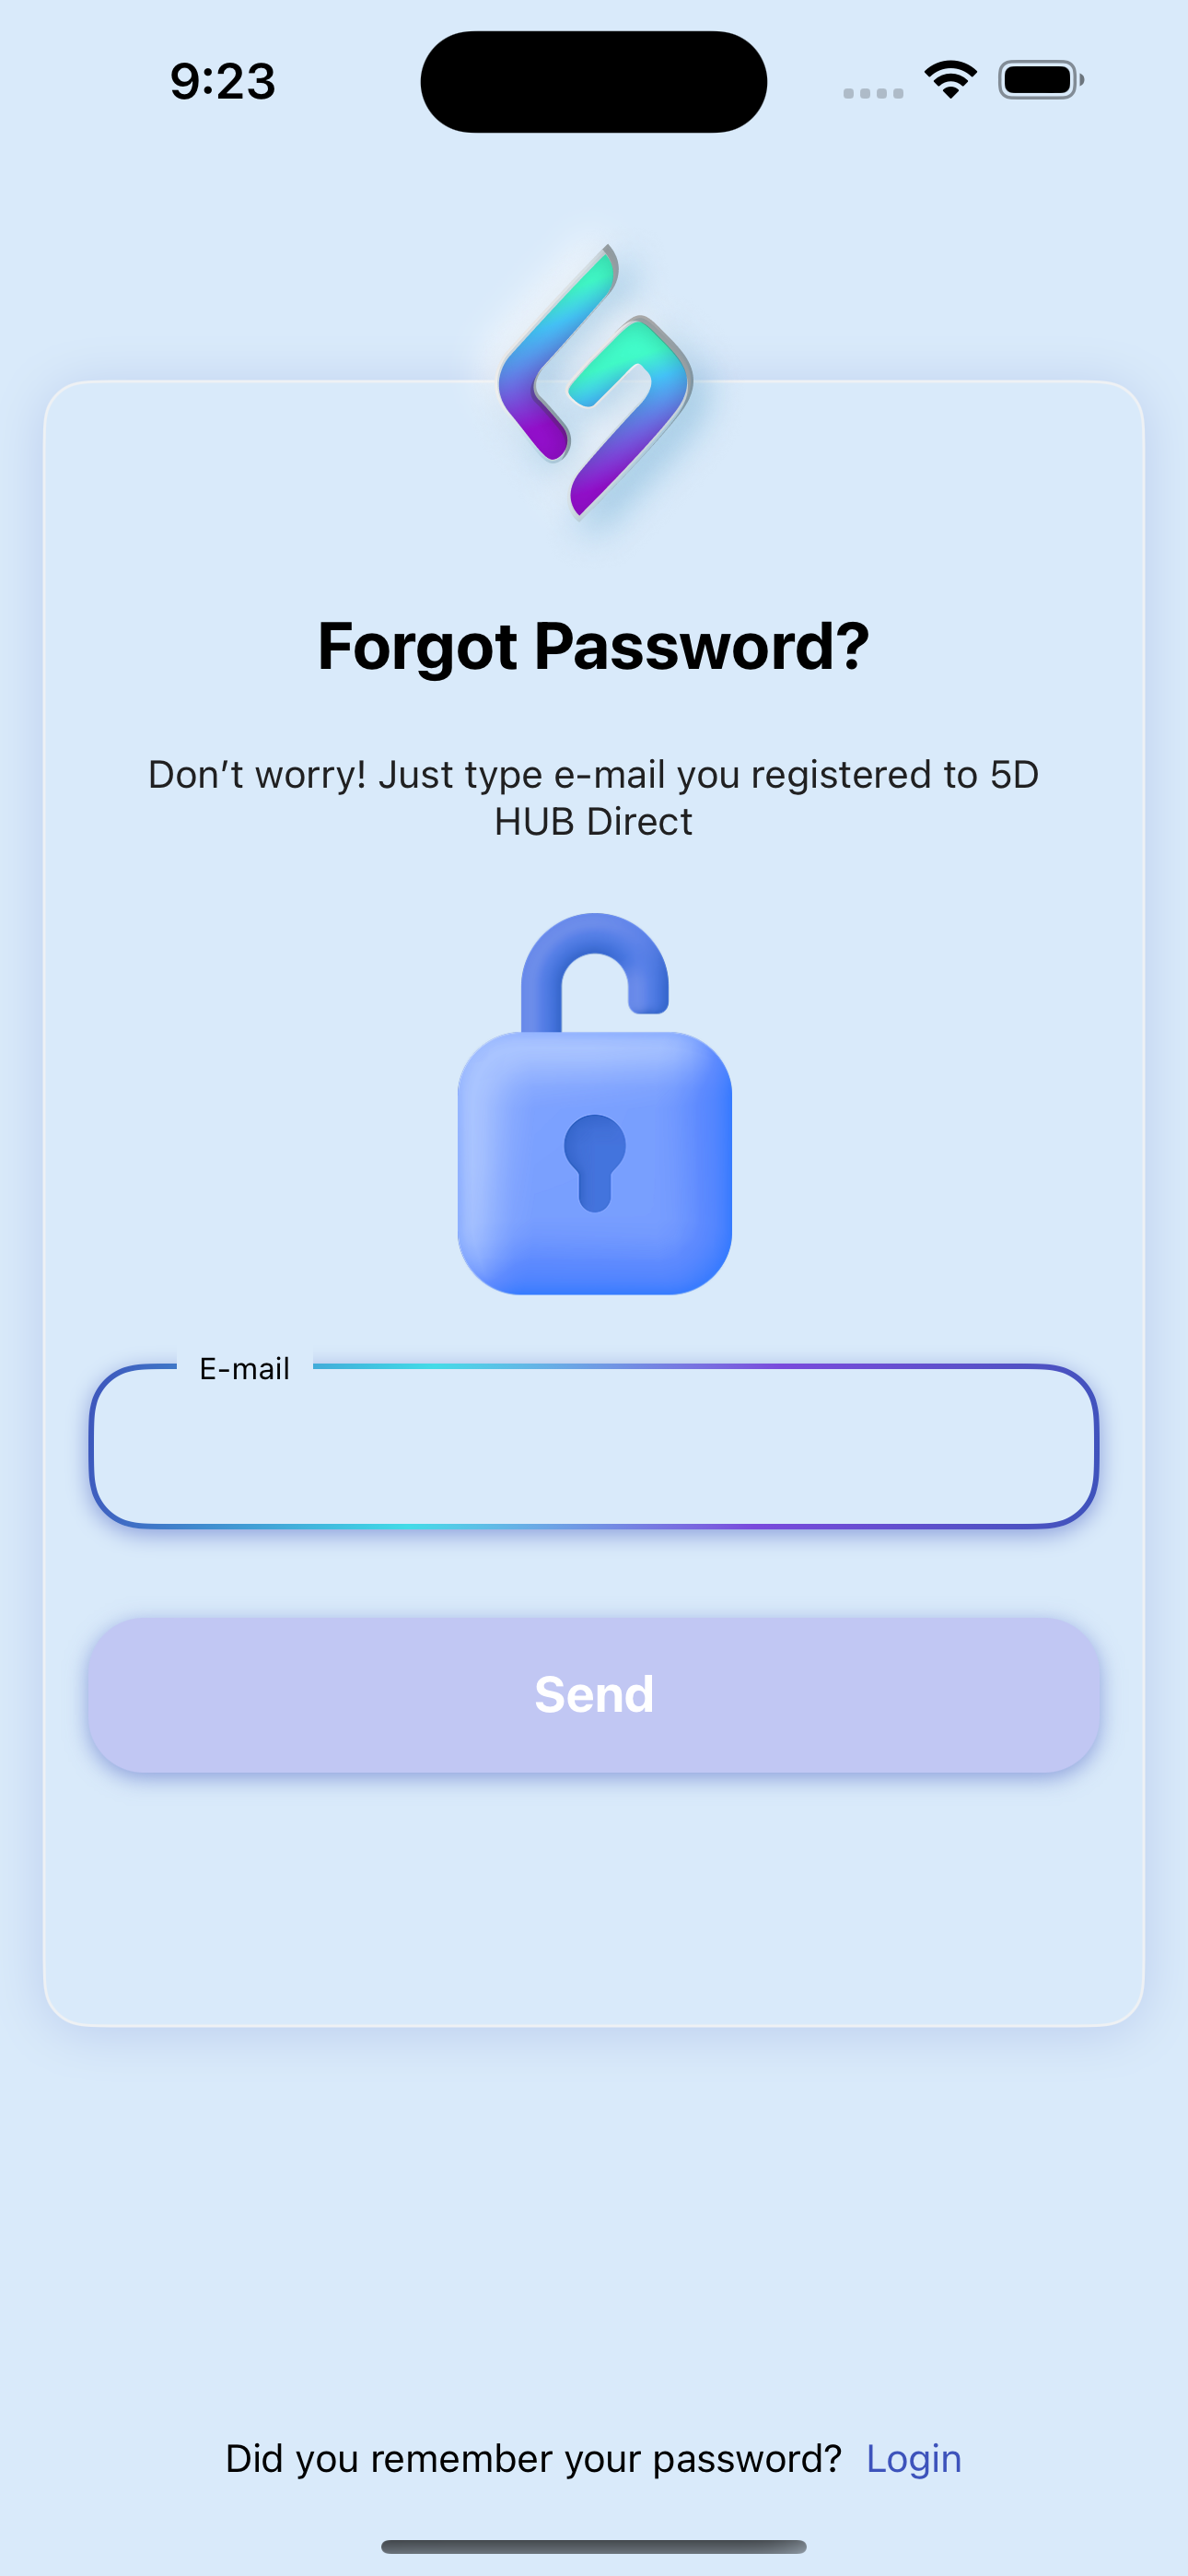 9:23
Forgot Password?
Don’t worry! Just type e-mail you registered to 5D
HUB Direct
E-mail
Send
Did you remember your password? Login